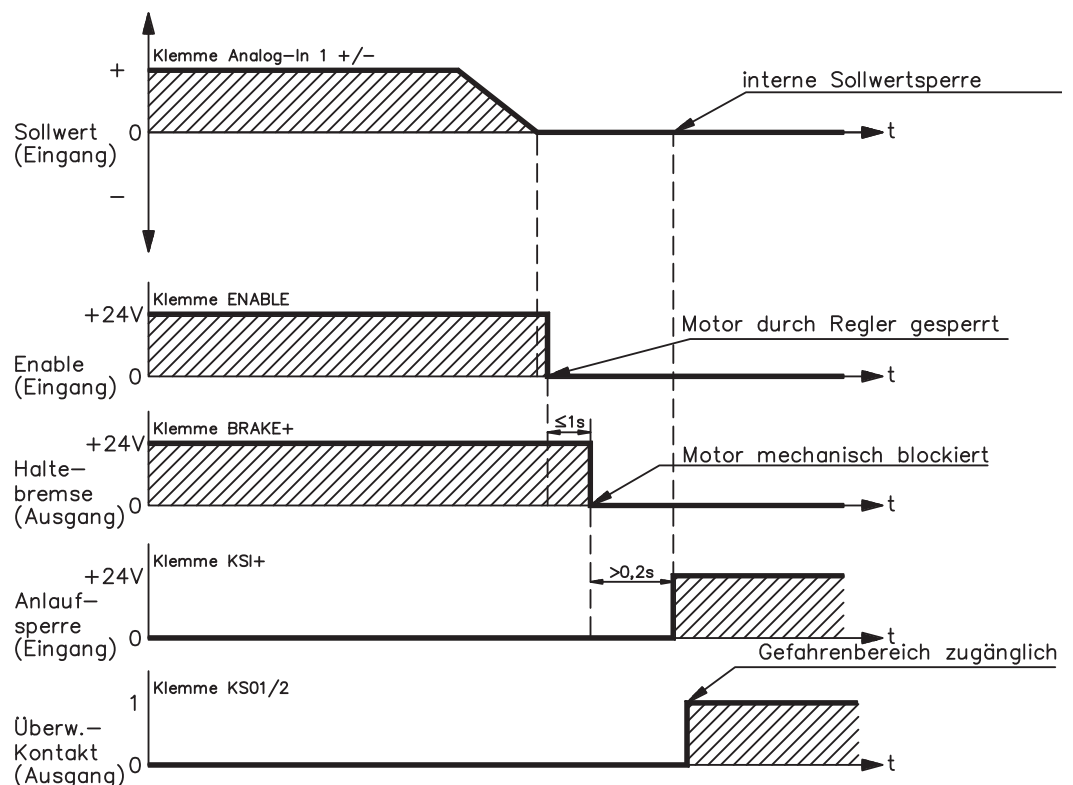 Klemme Analog-In 1 +/-
+
interne Sollwertsperre
Sollwert
(Eingang)
0
t
-
Klemme ENABLE
+24V
Motor durch Regler gesperrt
Enable
(Eingang)
0
t
Klemme BRAKE+
≤1s
+24V
Motor mechanisch blockiert
Halte-
bremse
(Ausgang)
0
t
Klemme KSI+
+24V
>0,2s
Anlauf-
sperre
(Eingang)
0
t
Gefahrenbereich zugänglich
Klemme KS01/2
1
Überw.-
Kontakt
(Ausgang)
0
t